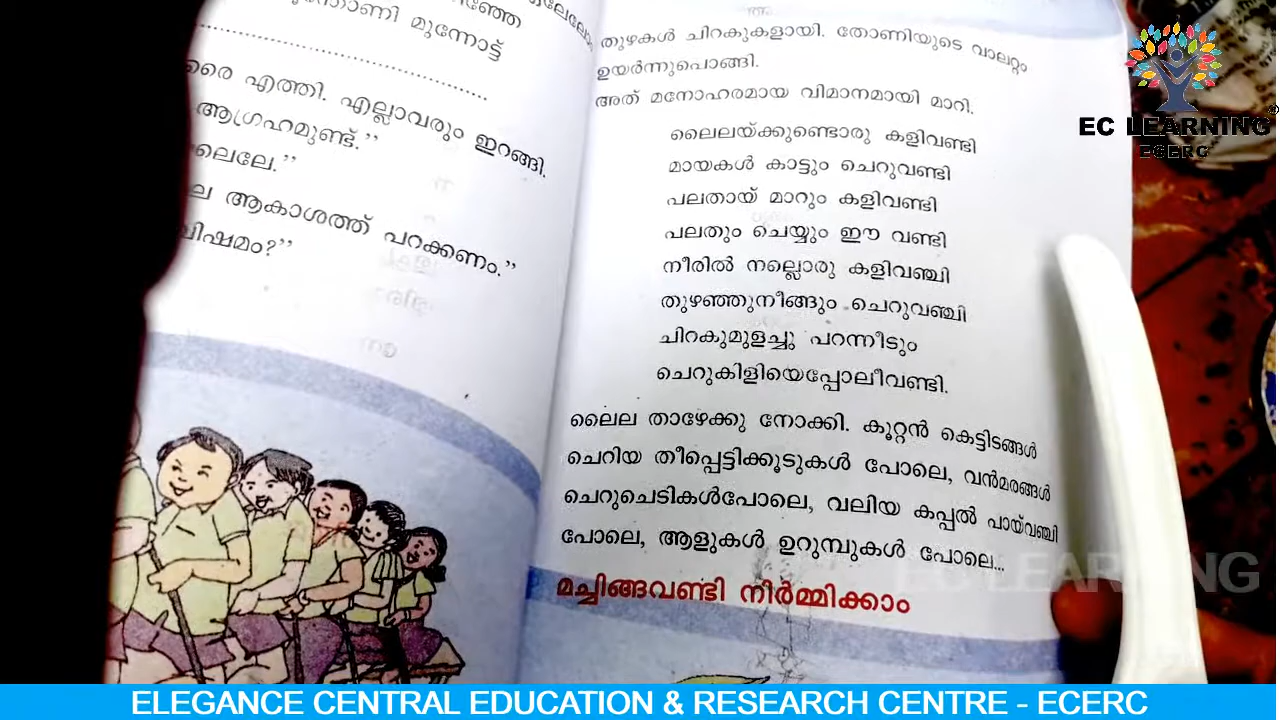 മുന്നോട്ട്
എത്തി. എല്ലാവരും ഇറങ്ങി.
ആഗ്രഹമുണ്ട്.”
ആകാശത്ത് പറക്കണം.”
തുഴകൾ ചിറകുകളായി. തോണിയുടെ വാലറ്റം
ഉയർന്നുപൊങ്ങി.
അത് മനോഹരമായ വിമാനമായി മാറി.
ലൈലയ്ക്കുണ്ടൊരു കളിവണ്ടി
മായകൾ കാട്ടും ചെറുവണ്ടി
പലതായ് മാറും കളിവണ്ടി
പലതും ചെയ്യും ഈ വണ്ടി
നീരിൽ നല്ലൊരു കളിവഞ്ചി
തുഴഞ്ഞുനീങ്ങും ചെറുവഞ്ചി
ചിറകുമുളച്ചു പറന്നീടും
ചെറുകിളിയെപ്പോലീവണ്ടി.
ലൈല താഴേക്കു നോക്കി. കൂറ്റൻ കെട്ടിടങ്ങൾ
ചെറിയ തീപ്പെട്ടിക്കൂടുകൾ പോലെ, വൻമരങ്ങൾ
ചെറുചെടികൾപോലെ, വലിയ കപ്പൽ പായ്‌വഞ്ചി
പോലെ, ആളുകൾ ഉറുമ്പുകൾ പോലെ...
മച്ചിങ്ങവണ്ടി നീർമ്മിക്കാം
EC LEARNING®
ECERC
EC LEARNING
ELEGANCE CENTRAL EDUCATION & RESEARCH CENTRE - ECERC